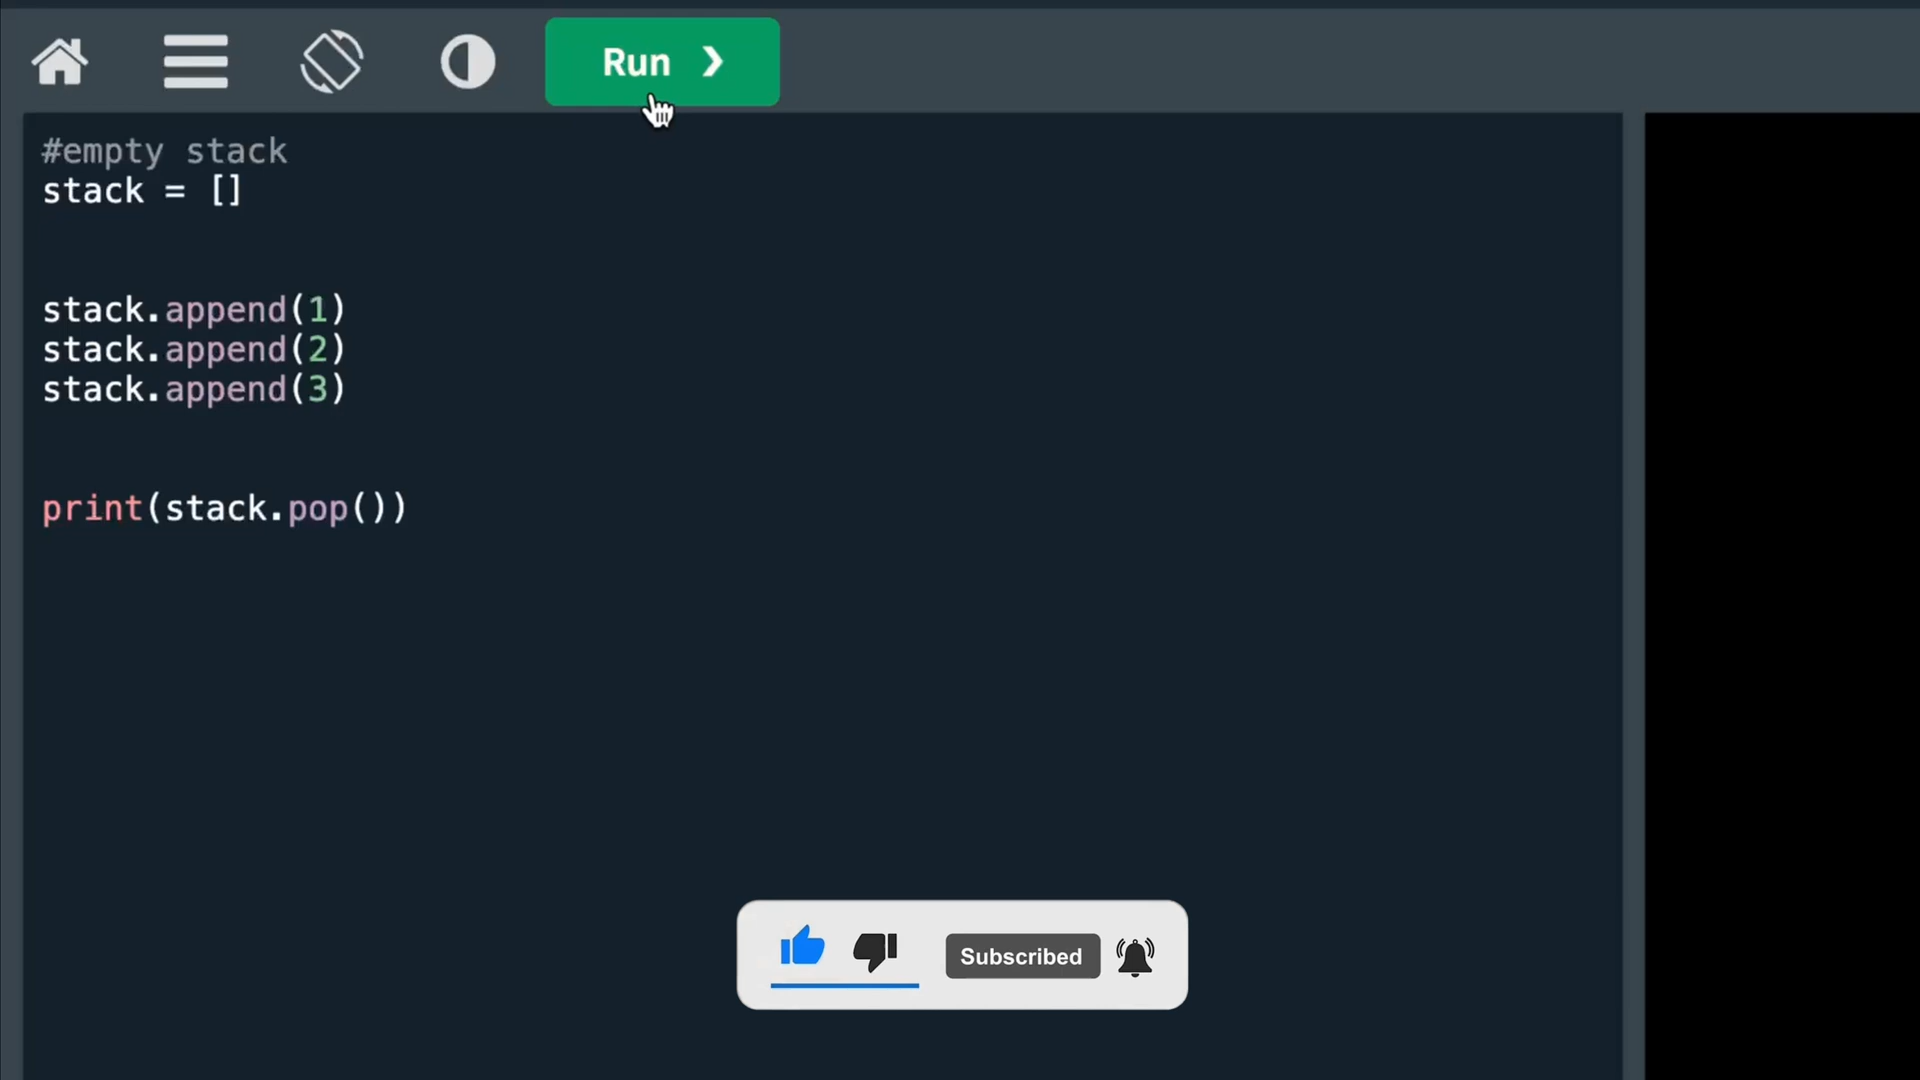 Run ❯
#empty stack
stack = []
stack.append(1)
stack.append(2)
stack.append(3)
print(stack.pop())
Subscribed